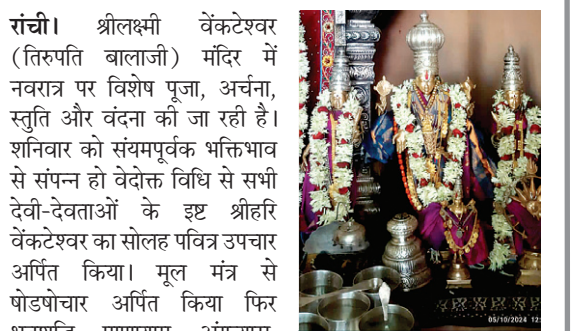 रांची। श्रीलक्ष्मी वेंकटेश्वर
(तिरुपति बालाजी) मंदिर में
नवरात्र पर विशेष पूजा, अर्चना,
स्तुति और वंदना की जा रही है।
शनिवार को संयमपूर्वक भक्तिभाव
से संपन्न हो वेदोक्त विधि से सभी
देवी-देवताओं के इष्ट श्रीहरि
वेंकटेश्वर का सोलह पवित्र उपचार
अर्पित किया। मूल मंत्र से
षोडषोचार अर्पित किया फिर
05/10/2024 12: